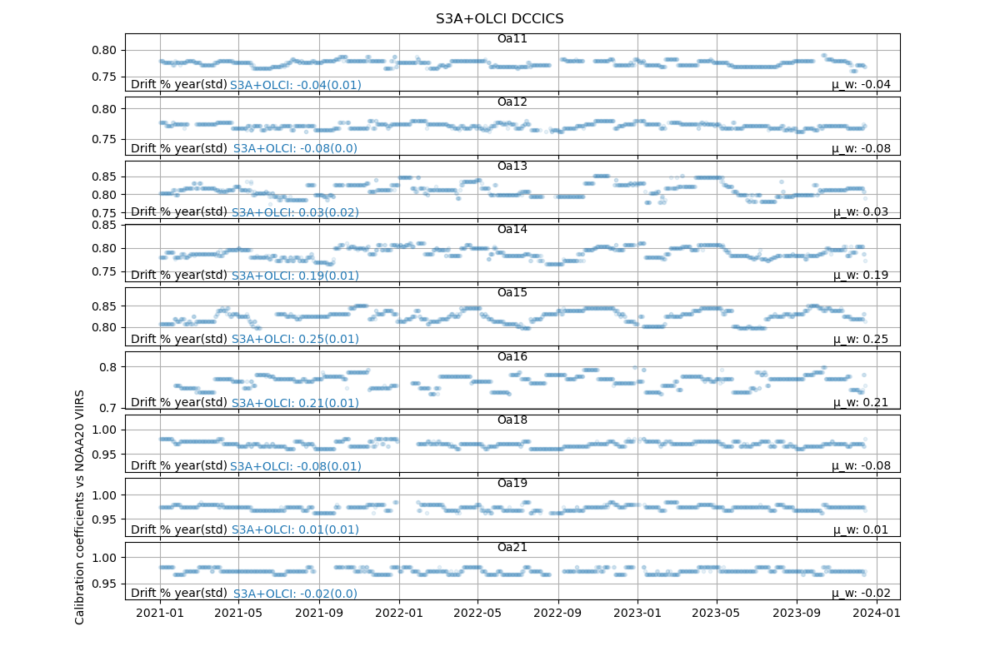 S3A+OLCI DCCICS
Oa11
0.80
0.75
Drift % year(std) S3A+OLCI: -0.04(0.01)
μ_w: -0.04
Oa12
0.80
0.75
Drift % year(std) S3A+OLCI: -0.08(0.0)
μ_w: -0.08
Oa13
0.85
0.80
0.75
Drift % year(std) S3A+OLCI: 0.03(0.02)
μ_w: 0.03
Oa14
0.85
0.80
0.75
Drift % year(std) S3A+OLCI: 0.19(0.01)
μ_w: 0.19
Oa15
0.85
0.80
Drift % year(std) S3A+OLCI: 0.25(0.01)
μ_w: 0.25
Oa16
0.8
0.7
Drift % year(std) S3A+OLCI: 0.21(0.01)
μ_w: 0.21
Oa18
1.00
0.95
Drift % year(std) S3A+OLCI: -0.08(0.01)
μ_w: -0.08
Oa19
1.00
0.95
Drift % year(std) S3A+OLCI: 0.01(0.01)
μ_w: 0.01
Oa21
1.00
0.95
Drift % year(std) S3A+OLCI: -0.02(0.0)
μ_w: -0.02
2021-01 2021-05 2021-09 2022-01 2022-05 2022-09 2023-01 2023-05 2023-09 2024-01
Calibration coefficients vs NOAA20 VIIRS